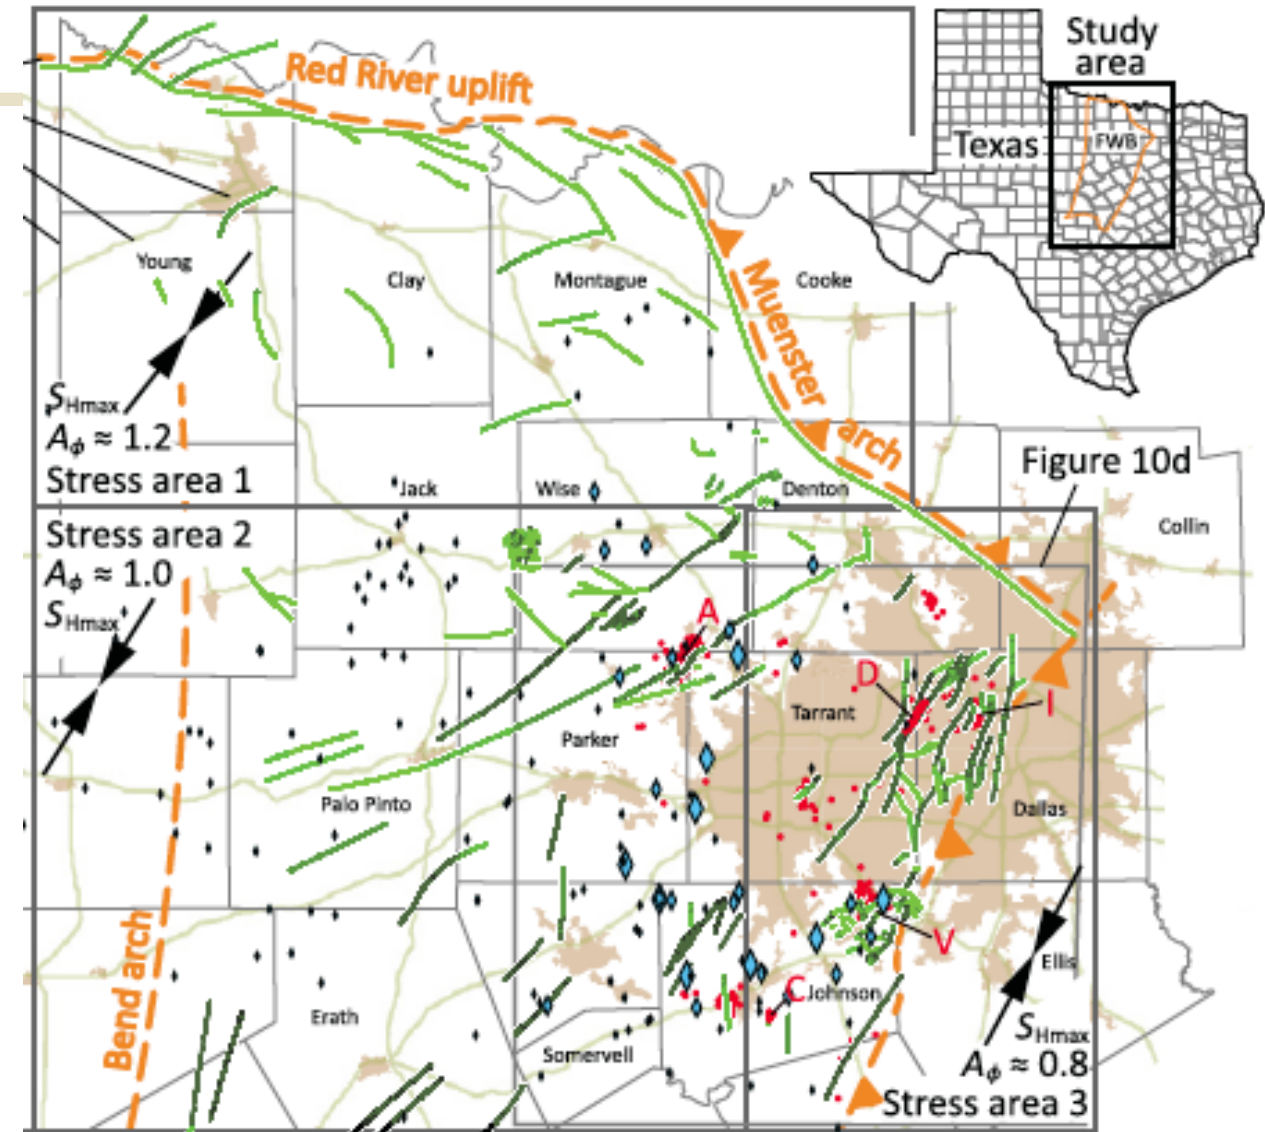 Red River uplift
Study
area
Texas
FWB
Young
Clay
Montague
Cooke
Muenster arch
SHmax
Aϕ ≈ 1.2
Stress area 1
Figure 10d
Jack
Wise
Denton
Collin
Stress area 2
Aϕ ≈ 1.0
SHmax
A
D
I
Tarrant
Parker
Palo Pinto
Dallas
Bend arch
V
Ellis
C
Johnson
Erath
Somervell
SHmax
Aϕ ≈ 0.8
Stress area 3